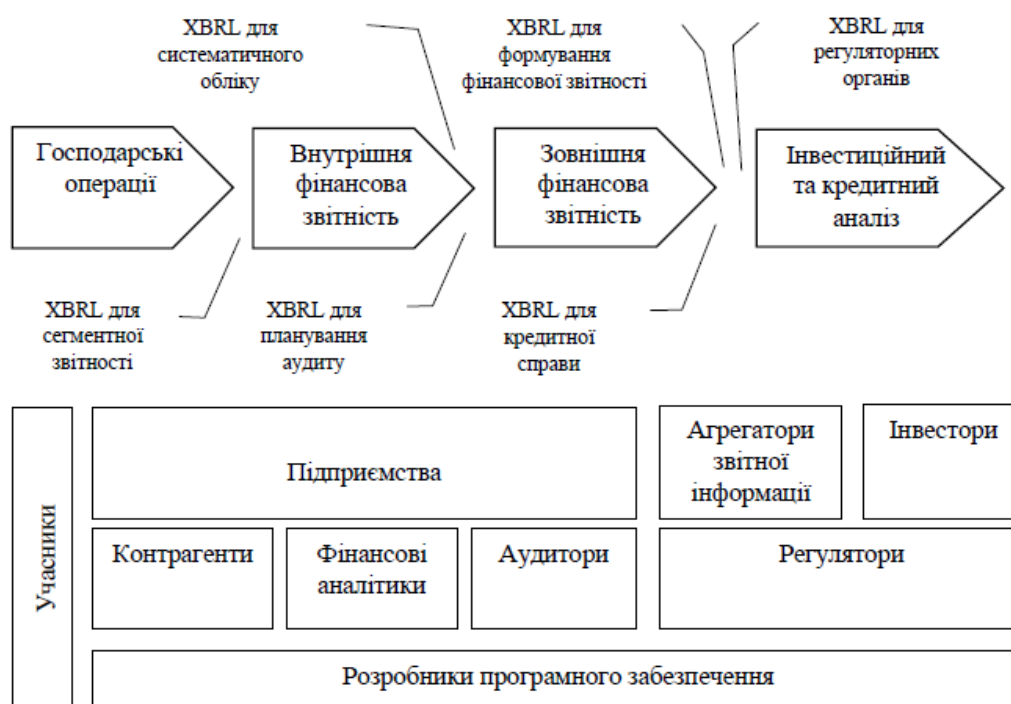 XBRL для
систематичного
обліку
XBRL для
формування
фінансової звітності
XBRL для
регуляторних
органів
Господарські
операції
Внутрішня
фінансова
звітність
Зовнішня
фінансова
звітність
Інвестиційний
та кредитний
аналіз
XBRL для
сегментної
звітності
XBRL для
планування
аудиту
XBRL для
кредитної
справи
Учасники
Підприємства
Агрегатори
звітної
інформації
Інвестори
Контрагенти
Фінансові
аналітики
Аудитори
Регулятори
Розробники програмного забезпечення